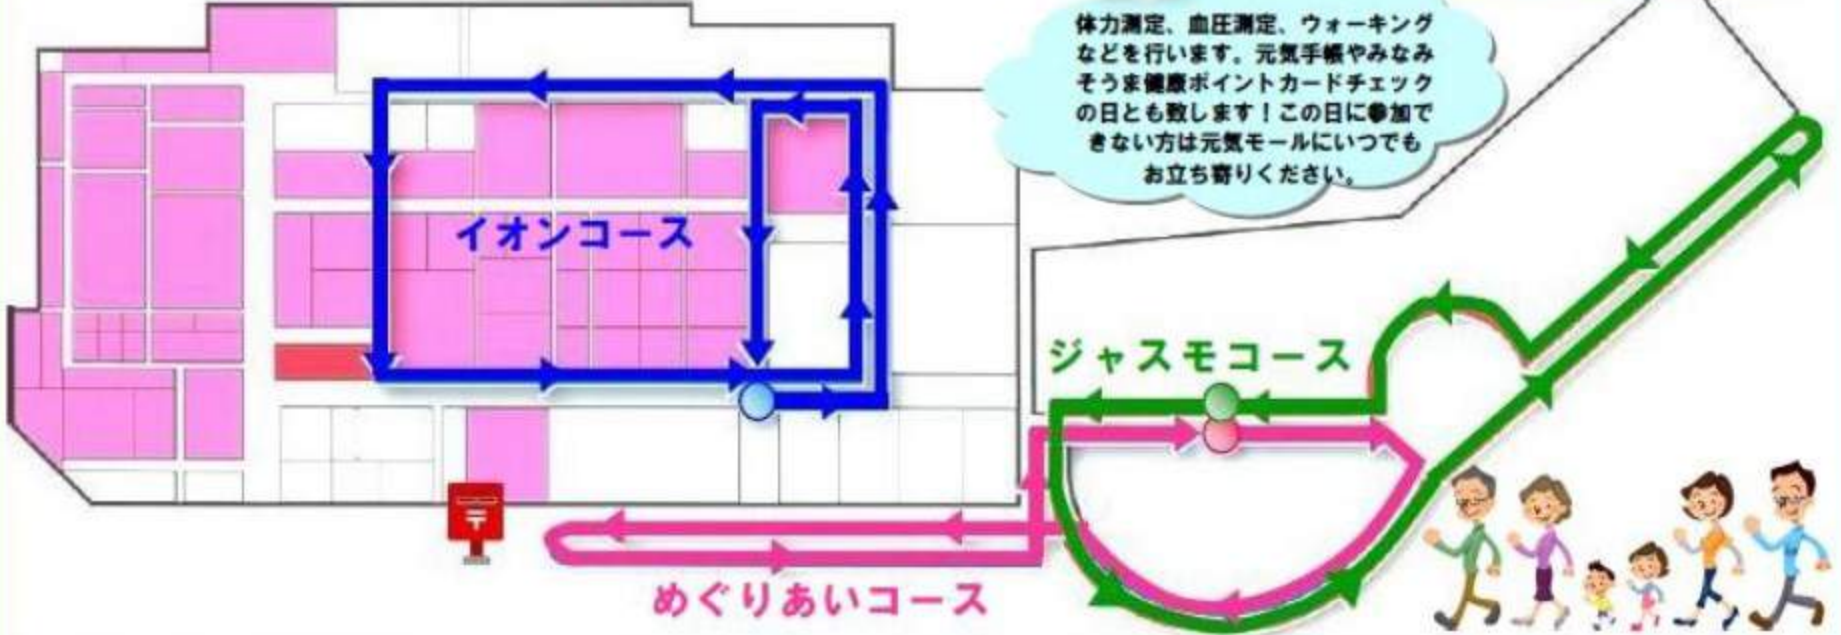 体力測定、血圧測定、ウォーキング
などを行います。元気手帳やみなみ
そうま健康ポイントカードチェック
の日とも致します！この日に参加で
きない方は元気モールにいつでも
お立ち寄りください。
イオンコース
ジャスモコース
〒
めぐりあいコース